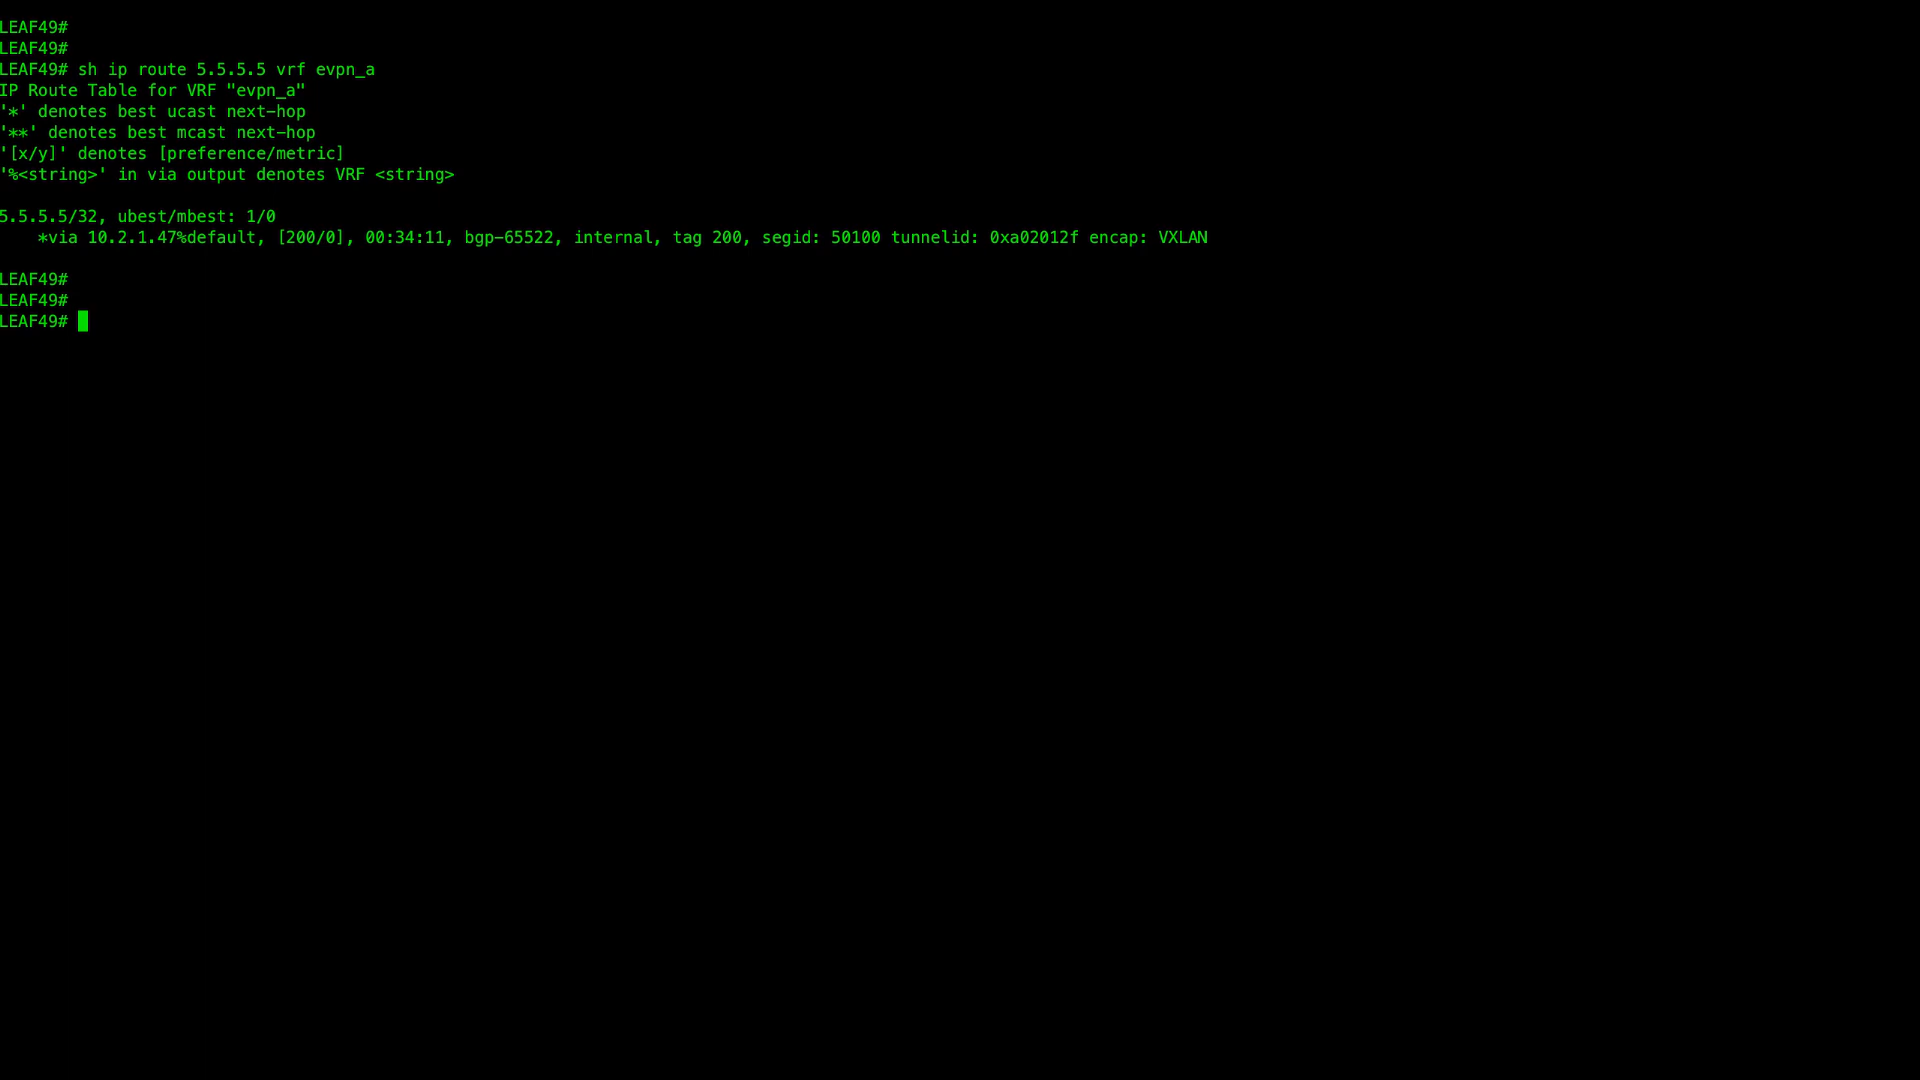 LEAF49#
LEAF49#
LEAF49# sh ip route 5.5.5.5 vrf evpn_a
IP Route Table for VRF "evpn_a"
'*' denotes best ucast next-hop
'**' denotes best mcast next-hop
'[x/y]' denotes [preference/metric]
'%<string>' in via output denotes VRF <string>
5.5.5.5/32, ubest/mbest: 1/0
*via 10.2.1.47%default, [200/0], 00:34:11, bgp-65522, internal, tag 200, segid: 50100 tunnelid: 0xa02012f encap: VXLAN
LEAF49#
LEAF49#
LEAF49#